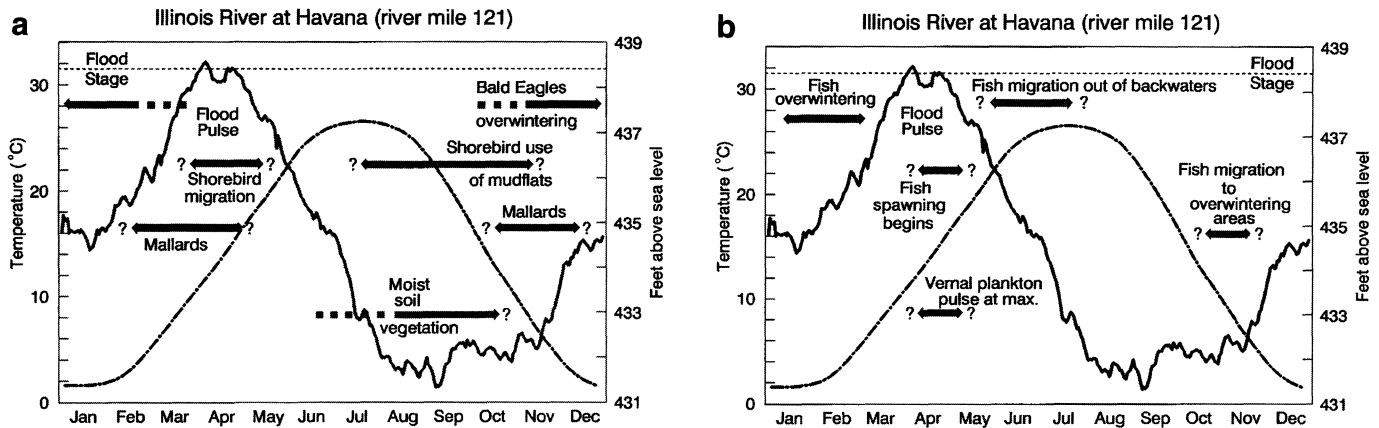 a
Illinois River at Havana (river mile 121)
439
Flood
Stage
30
Bald Eagles
overwintering
Flood
Pulse
437
Shorebird use
? ? ? ?
of mudflats
Shorebird
migration
20
Mallards
? ? ? ?
435
Mallards
Moist
soil
10
?
433
vegetation
0
431
Temperature (°C)
Feet above sea level
Jan Feb Mar Apr May Jun Jul Aug Sep Oct Nov Dec
b
Illinois River at Havana (river mile 121)
439
Flood
Stage
30
Fish
overwintering
Fish migration out of backwaters
? ?
Flood
Pulse
437
? ?
Fish
spawning
begins
20
Fish migration
to
overwintering
areas
? ?
435
Vernal plankton
pulse at max.
? ?
10
433
0
431
Temperature (°C)
Feet above sea level
Jan Feb Mar Apr May Jun Jul Aug Sep Oct Nov Dec